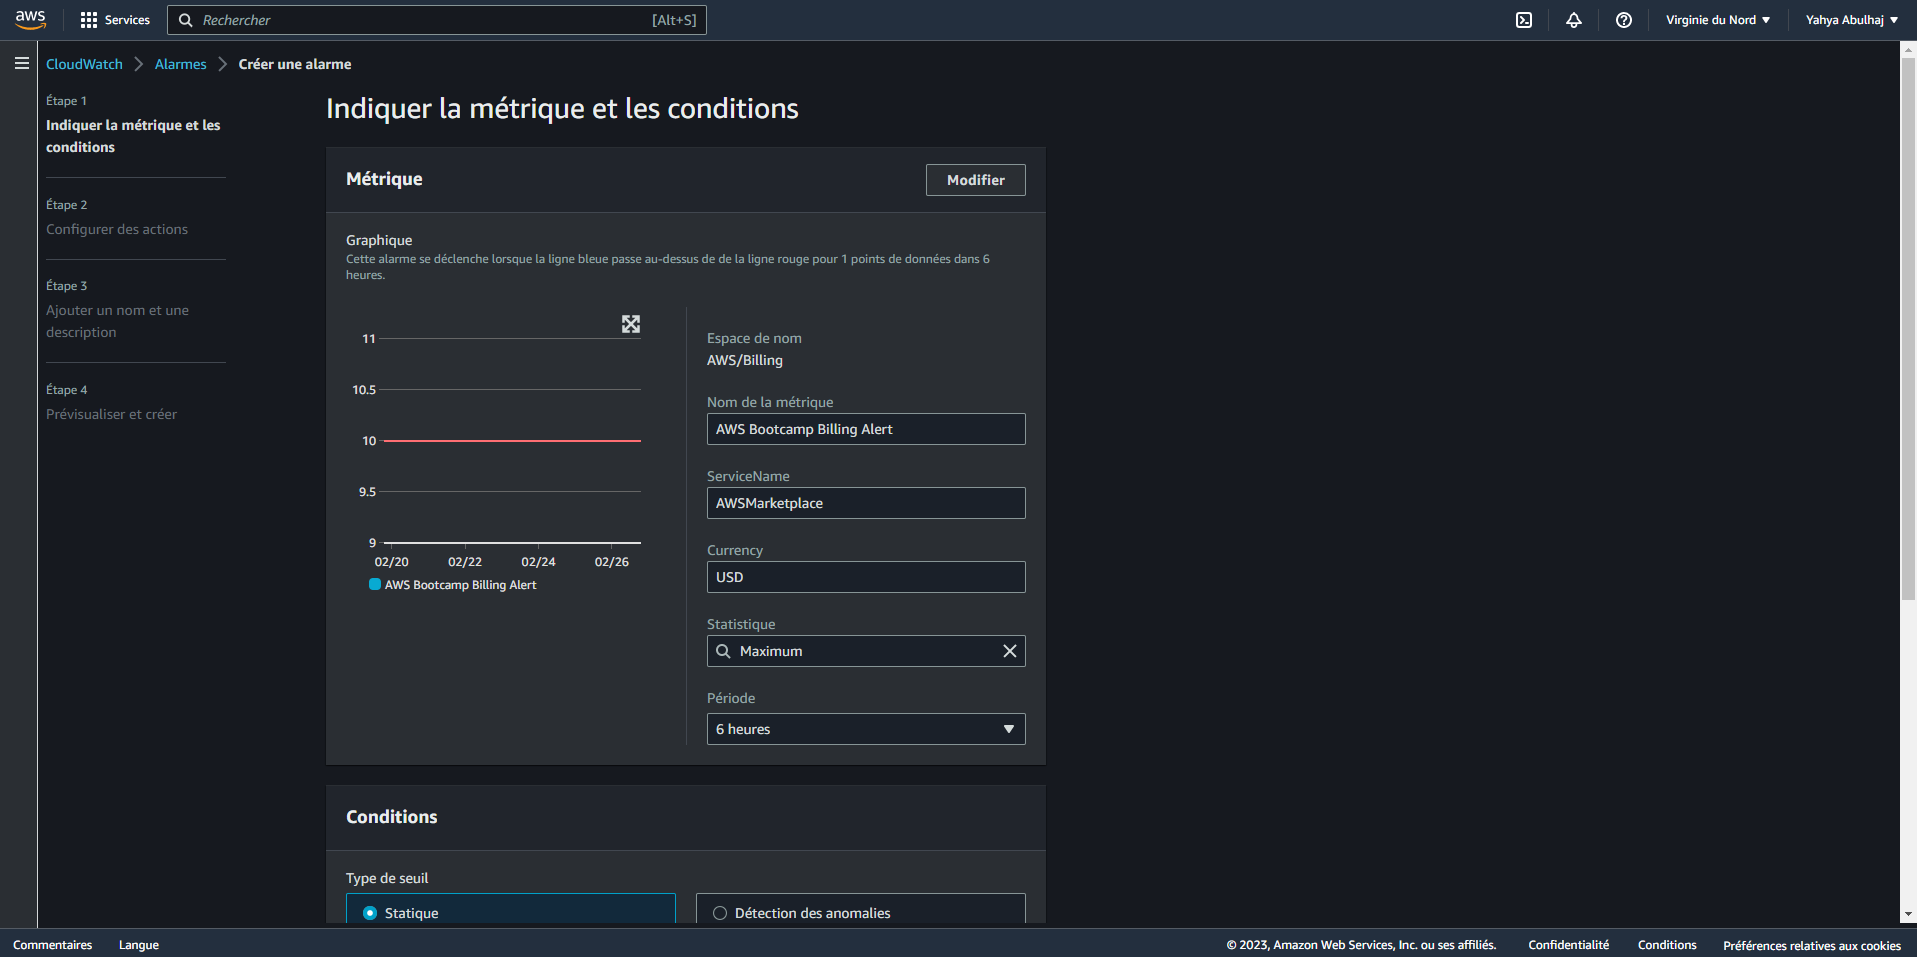 aws
Services
Rechercher
[Alt+S]
Virginie du Nord
Yahya Abulhaj
CloudWatch
Alarmes
Créer une alarme
Étape 1
Indiquer la métrique et les
conditions
Étape 2
Configurer des actions
Étape 3
Ajouter un nom et une
description
Étape 4
Prévisualiser et créer
Indiquer la métrique et les conditions
Métrique
Modifier
Graphique
Cette alarme se déclenche lorsque la ligne bleue passe au-dessus de de la ligne rouge pour 1 points de données dans 6
heures.
11
10.5
10
9.5
9
02/20
02/22
02/24
02/26
AWS Bootcamp Billing Alert
Espace de nom
AWS/Billing
Nom de la métrique
AWS Bootcamp Billing Alert
ServiceName
AWSMarketplace
Currency
USD
Statistique
Maximum
Période
6 heures
Conditions
Type de seuil
Statique
Détection des anomalies
Commentaires
Langue
© 2023, Amazon Web Services, Inc. ou ses affiliés.
Confidentialité
Conditions
Préférences relatives aux cookies